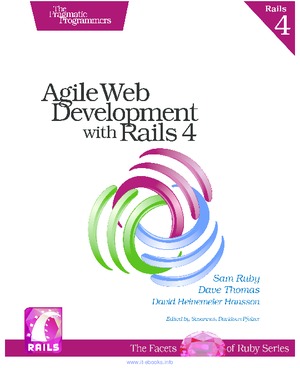 The
Pragmatic
Programmers
Rails
4
Agile Web
Development
with Rails 4
Sam Ruby
Dave Thomas
David Heinemeier Hansson
Edited by Susannah Davidson Pfalzer
RAILS
The Facets of Ruby Series
www.it-ebooks.info